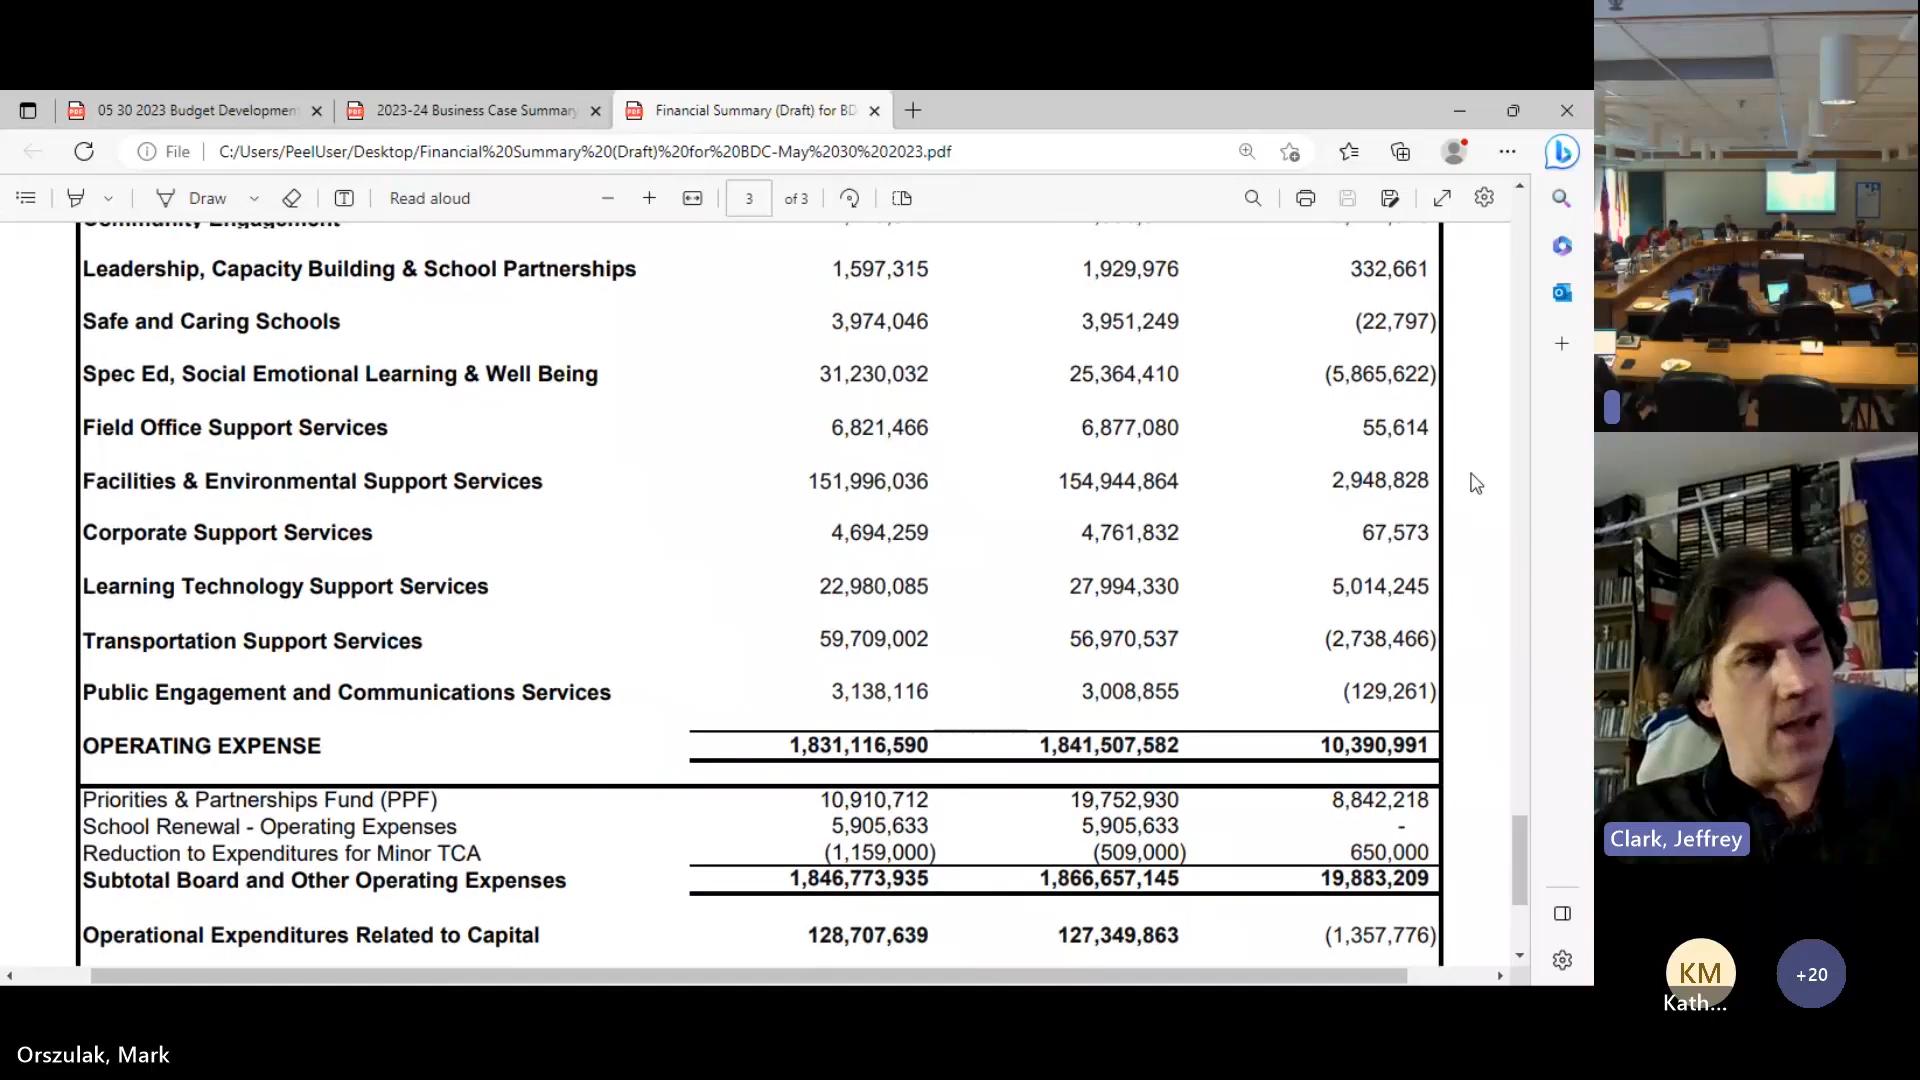 05 30 2023 Budget Developmen
2023-24 Business Case Summary
Financial Summary (Draft) for BD
File
C:/Users/PeelUser/Desktop/Financial%20Summary%20(Draft)%20for%20BDC-May%2030%202023.pdf
Draw
Read aloud
3 of 3
Community Engagement
Leadership, Capacity Building & School Partnerships 1,597,315 1,929,976 332,661
Safe and Caring Schools 3,974,046 3,951,249 (22,797)
Spec Ed, Social Emotional Learning & Well Being 31,230,032 25,364,410 (5,865,622)
Field Office Support Services 6,821,466 6,877,080 55,614
Facilities & Environmental Support Services 151,996,036 154,944,864 2,948,828
Corporate Support Services 4,694,259 4,761,832 67,573
Learning Technology Support Services 22,980,085 27,994,330 5,014,245
Transportation Support Services 59,709,002 56,970,537 (2,738,466)
Public Engagement and Communications Services 3,138,116 3,008,855 (129,261)
OPERATING EXPENSE 1,831,116,590 1,841,507,582 10,390,991
Priorities & Partnerships Fund (PPF) 10,910,712 19,752,930 8,842,218
School Renewal - Operating Expenses 5,905,633 5,905,633 -
Reduction to Expenditures for Minor TCA (1,159,000) (509,000) 650,000
Subtotal Board and Other Operating Expenses 1,846,773,935 1,866,657,145 19,883,209
Operational Expenditures Related to Capital 128,707,639 127,349,863 (1,357,776)
Clark, Jeffrey
KM
Kath...
+20
Orszulak, Mark